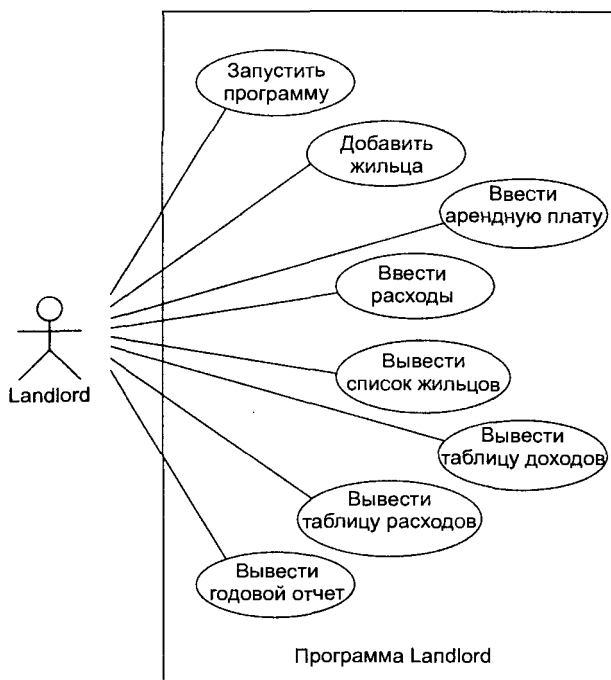 Запустить
программу
Добавить
жильца
Ввести
арендную плату
Ввести
расходы
Landlord
Вывести
список жильцов
Вывести
таблицу доходов
Вывести
таблицу расходов
Вывести
годовой отчет
Программа Landlord